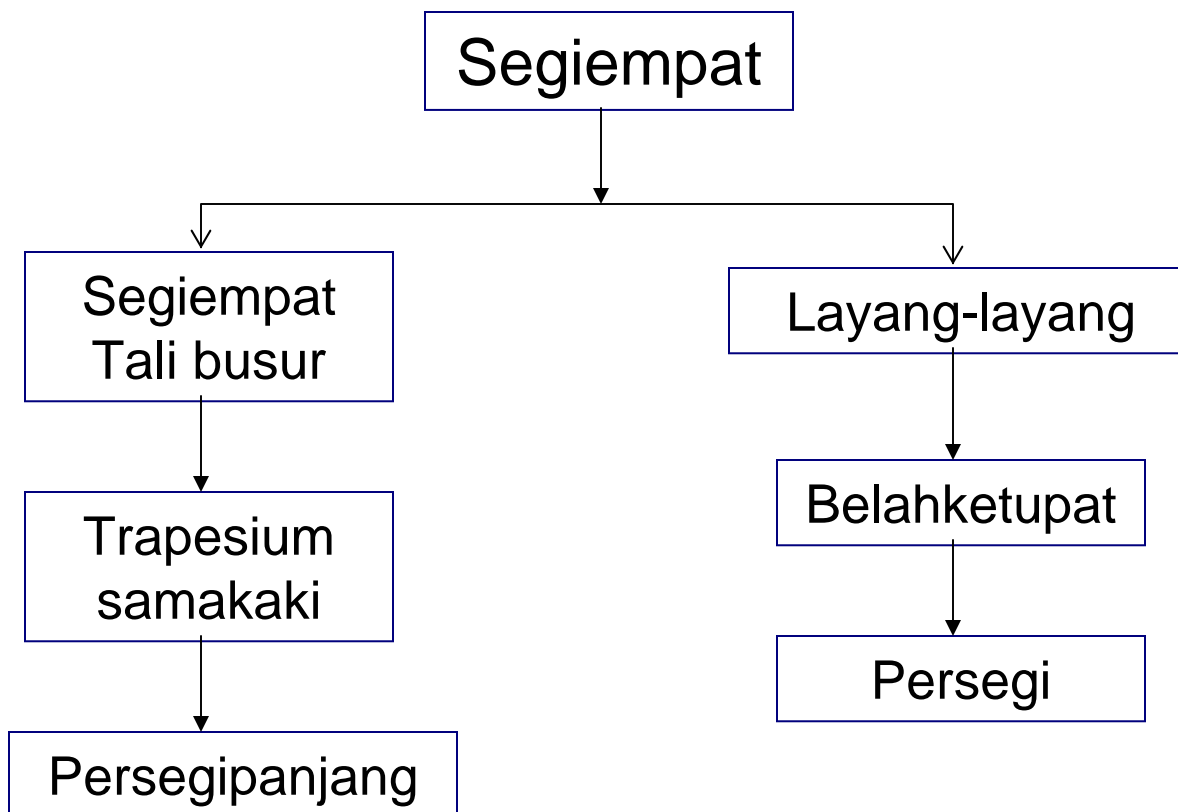 Segiempat
Segiempat
Tali busur
Layang-layang
Trapesium
samakaki
Belahketupat
Persegipanjang
Persegi